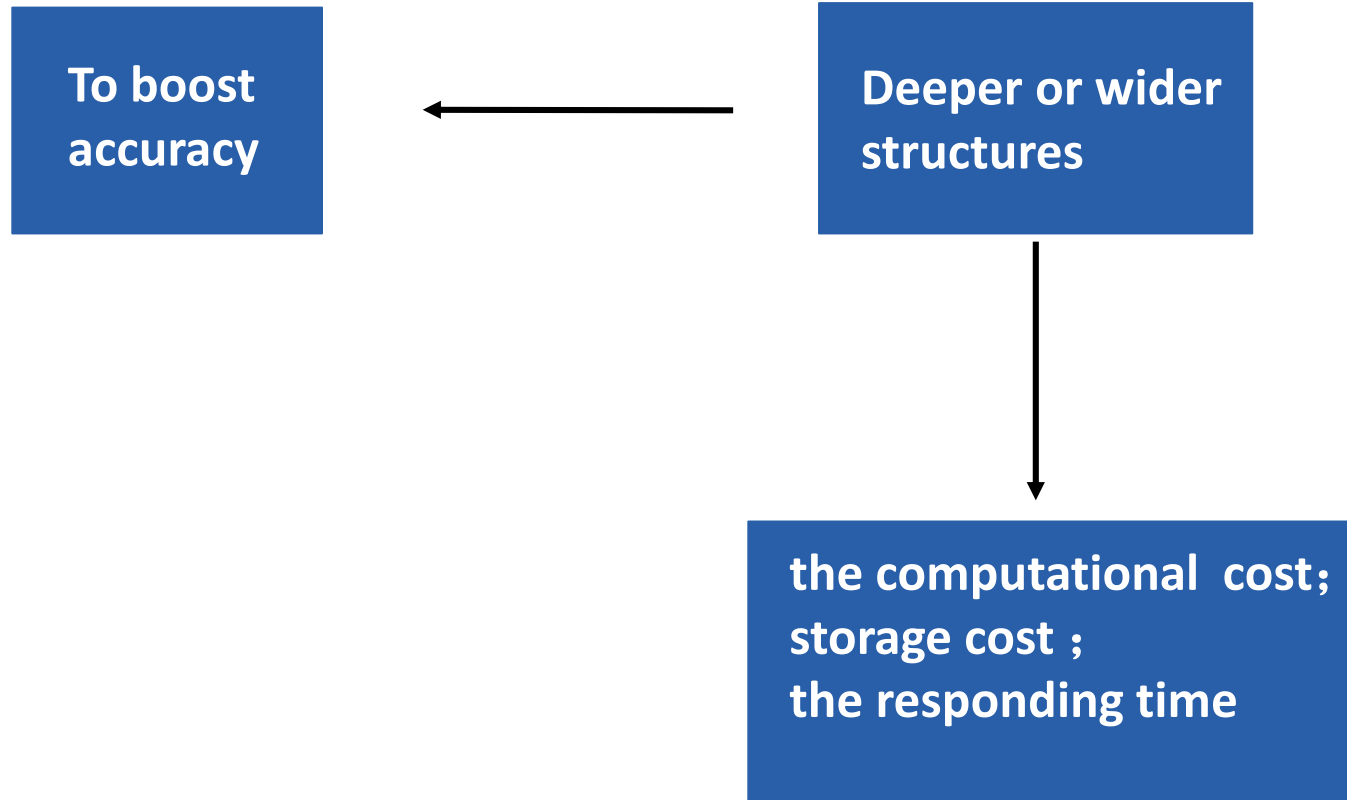 To boost
accuracy
Deeper or wider
structures
the computational  cost；
storage cost ；
the responding time